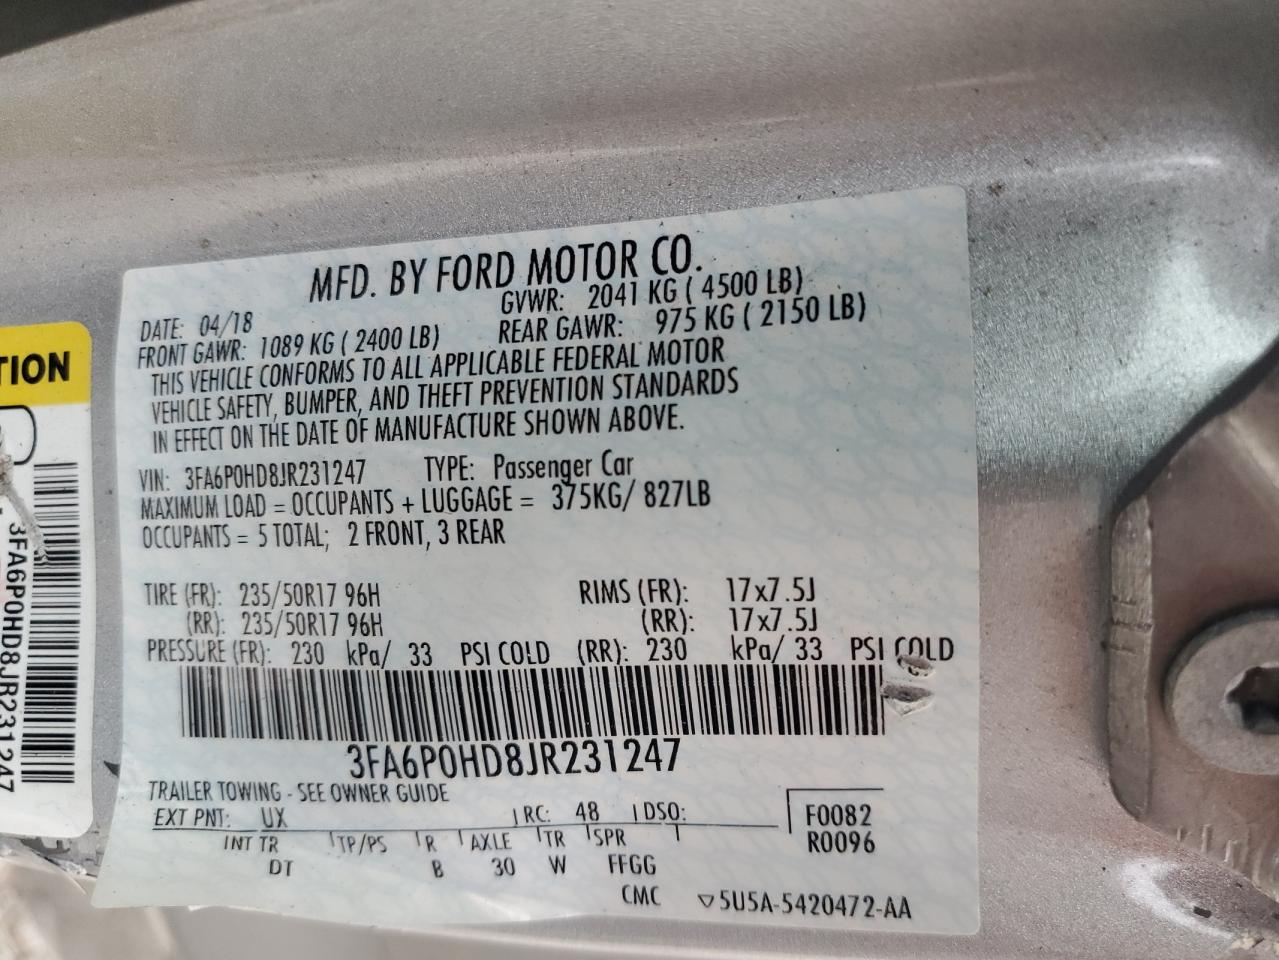 MFD. BY FORD MOTOR CO.
DATE: 04/18 GVWR: 2041 KG ( 4500 LB)
FRONT GAWR: 1089 KG ( 2400 LB) REAR GAWR: 975 KG ( 2150 LB)
THIS VEHICLE CONFORMS TO ALL APPLICABLE FEDERAL MOTOR
VEHICLE SAFETY, BUMPER, AND THEFT PREVENTION STANDARDS
IN EFFECT ON THE DATE OF MANUFACTURE SHOWN ABOVE.
VIN: 3FA6P0HD8JR231247 TYPE: Passenger Car
MAXIMUM LOAD = OCCUPANTS + LUGGAGE = 375KG/ 827LB
OCCUPANTS = 5 TOTAL; 2 FRONT, 3 REAR
TIRE (FR): 235/50R17 96H RIMS (FR): 17x7.5J
(RR): 235/50R17 96H (RR): 17x7.5J
PRESSURE (FR): 230 kPa/ 33 PSI COLD (RR): 230 kPa/ 33 PSI COLD
3FA6P0HD8JR231247
TRAILER TOWING - SEE OWNER GUIDE
EXT PNT: UX RC: 48 DSO: F0082
INT TR TP/PS R AXLE TR SPR R0096
DT B 30 W FFGG
CMC ▽5U5A-5420472-AA
TION
3FA6P0HD8JR231247